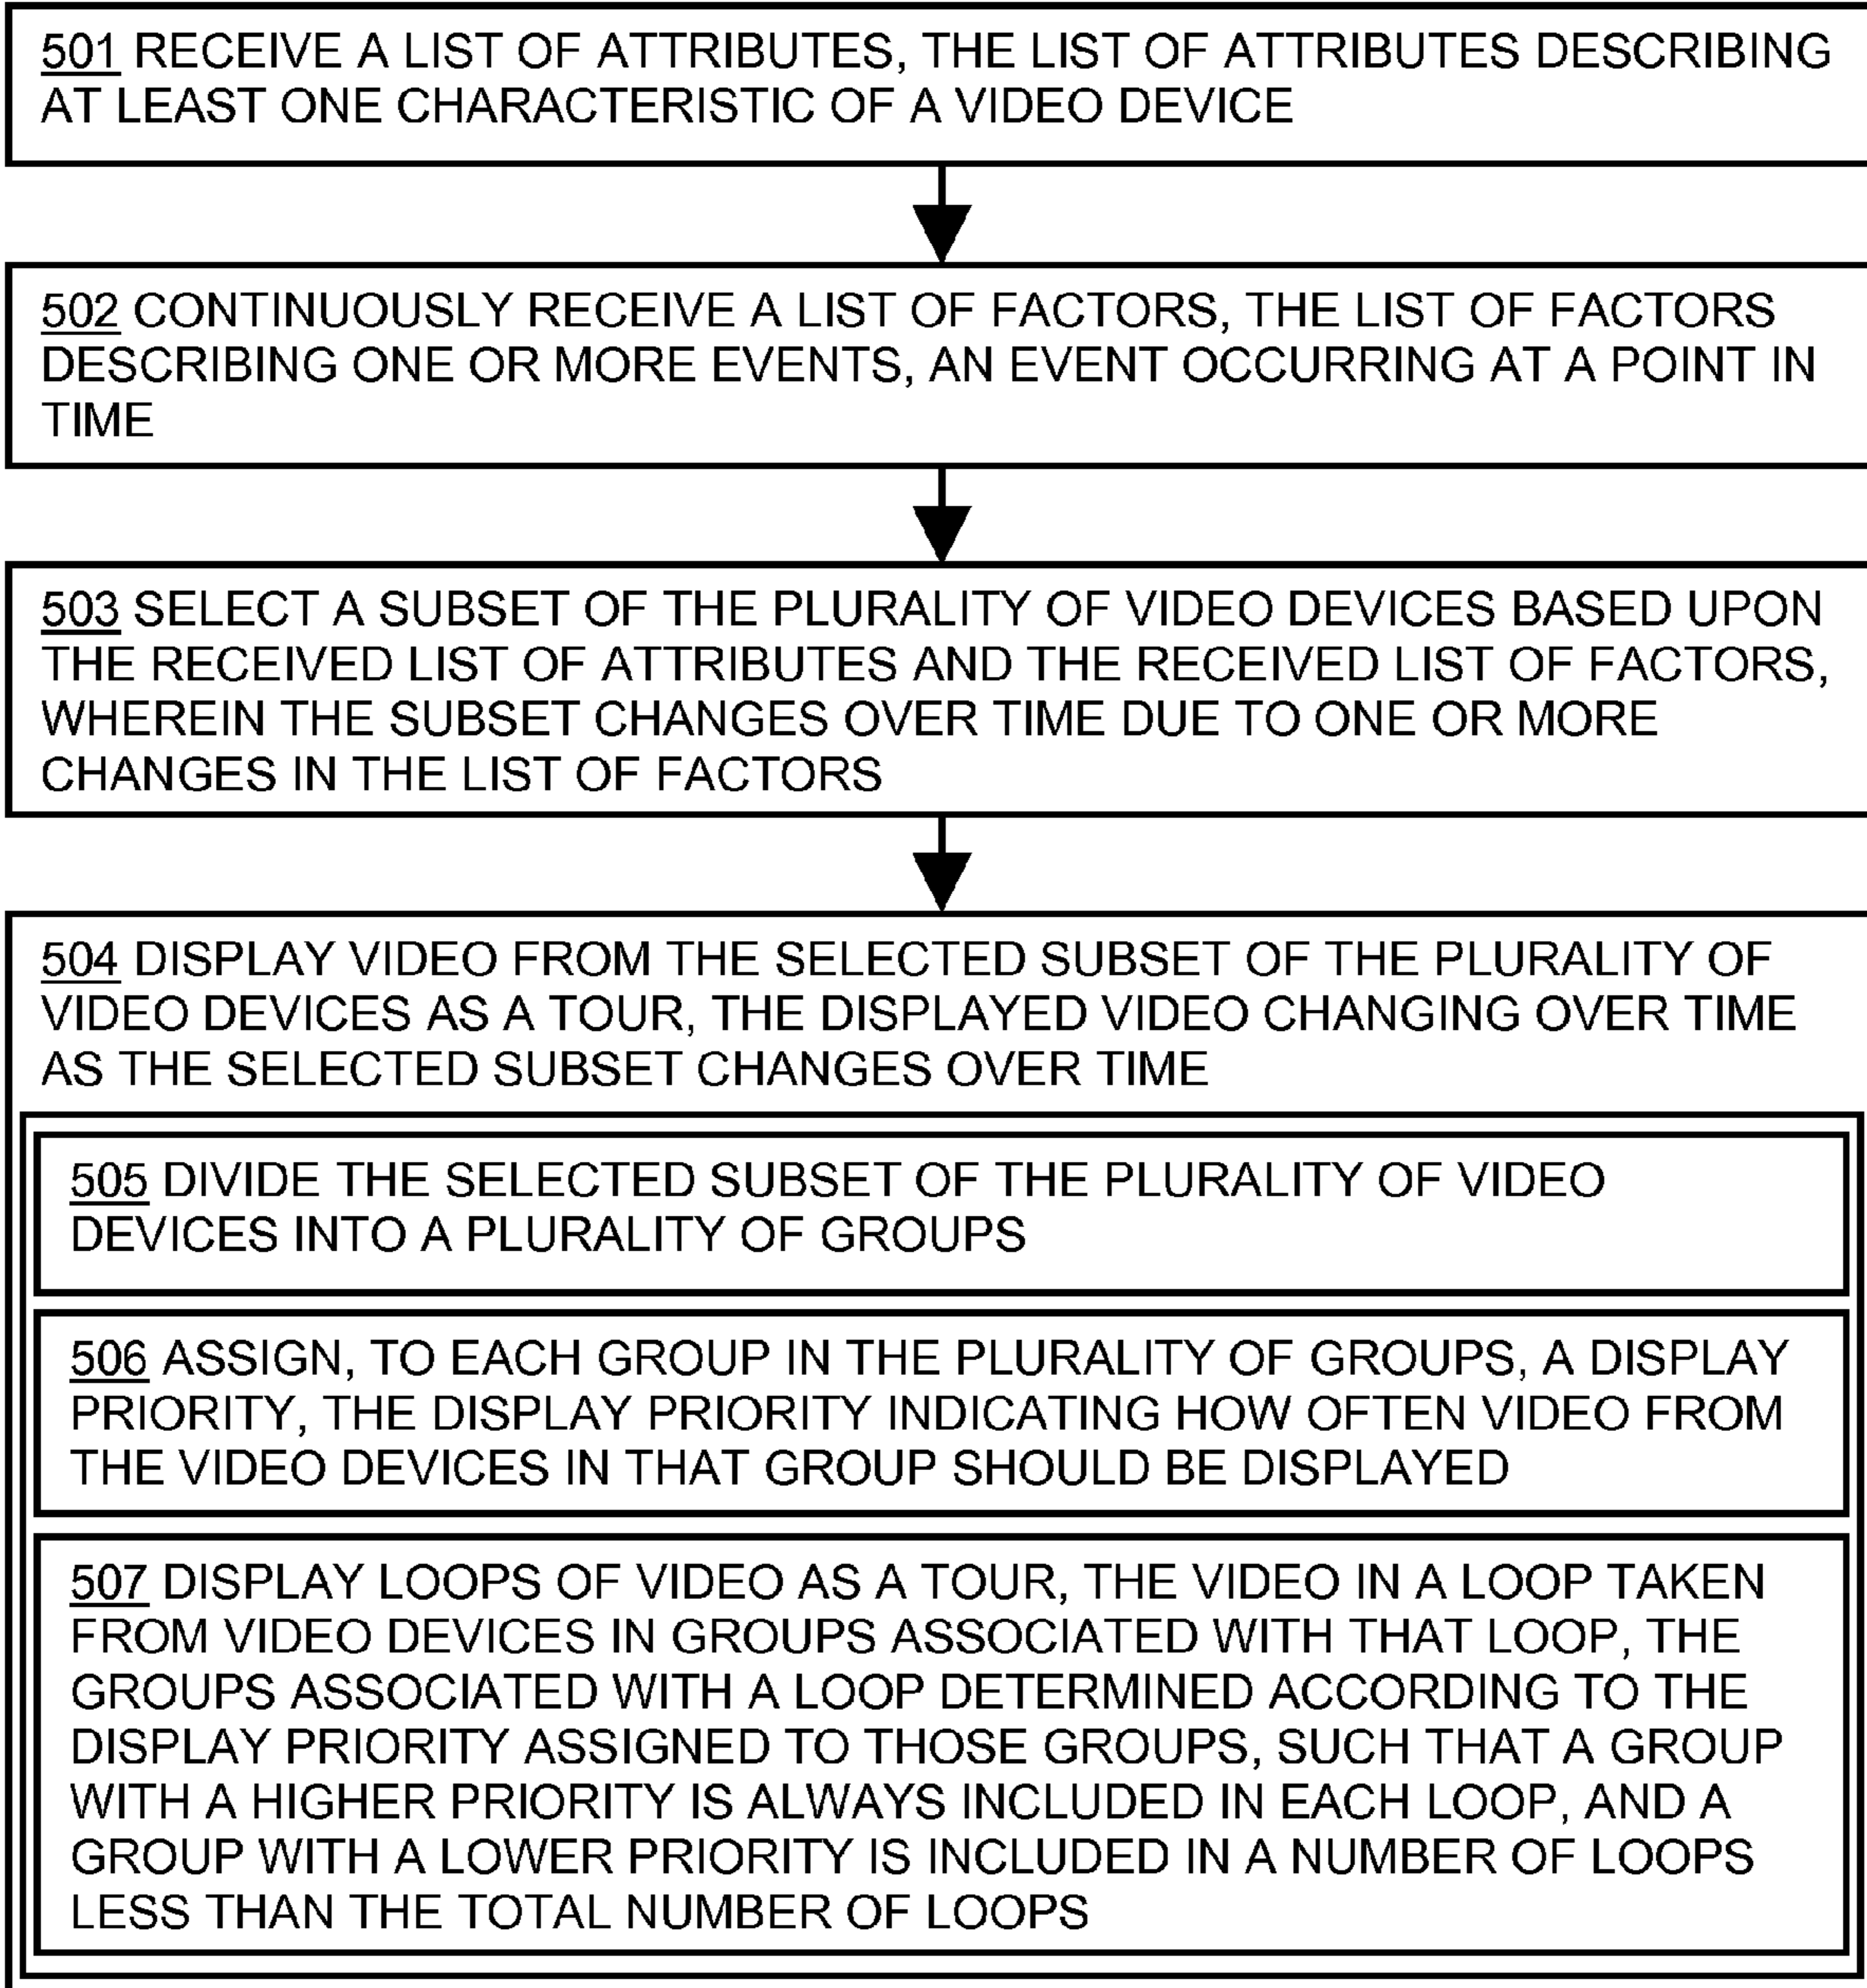 501 RECEIVE A LIST OF ATTRIBUTES, THE LIST OF ATTRIBUTES DESCRIBING
AT LEAST ONE CHARACTERISTIC OF A VIDEO DEVICE
502 CONTINUOUSLY RECEIVE A LIST OF FACTORS, THE LIST OF FACTORS
DESCRIBING ONE OR MORE EVENTS, AN EVENT OCCURRING AT A POINT IN
TIME
503 SELECT A SUBSET OF THE PLURALITY OF VIDEO DEVICES BASED UPON
THE RECEIVED LIST OF ATTRIBUTES AND THE RECEIVED LIST OF FACTORS,
WHEREIN THE SUBSET CHANGES OVER TIME DUE TO ONE OR MORE
CHANGES IN THE LIST OF FACTORS
504 DISPLAY VIDEO FROM THE SELECTED SUBSET OF THE PLURALITY OF
VIDEO DEVICES AS A TOUR, THE DISPLAYED VIDEO CHANGING OVER TIME
AS THE SELECTED SUBSET CHANGES OVER TIME
505 DIVIDE THE SELECTED SUBSET OF THE PLURALITY OF VIDEO
DEVICES INTO A PLURALITY OF GROUPS
506 ASSIGN, TO EACH GROUP IN THE PLURALITY OF GROUPS, A DISPLAY
PRIORITY, THE DISPLAY PRIORITY INDICATING HOW OFTEN VIDEO FROM
THE VIDEO DEVICES IN THAT GROUP SHOULD BE DISPLAYED
507 DISPLAY LOOPS OF VIDEO AS A TOUR, THE VIDEO IN A LOOP TAKEN
FROM VIDEO DEVICES IN GROUPS ASSOCIATED WITH THAT LOOP, THE
GROUPS ASSOCIATED WITH A LOOP DETERMINED ACCORDING TO THE
DISPLAY PRIORITY ASSIGNED TO THOSE GROUPS, SUCH THAT A GROUP
WITH A HIGHER PRIORITY IS ALWAYS INCLUDED IN EACH LOOP, AND A
GROUP WITH A LOWER PRIORITY IS INCLUDED IN A NUMBER OF LOOPS
LESS THAN THE TOTAL NUMBER OF LOOPS